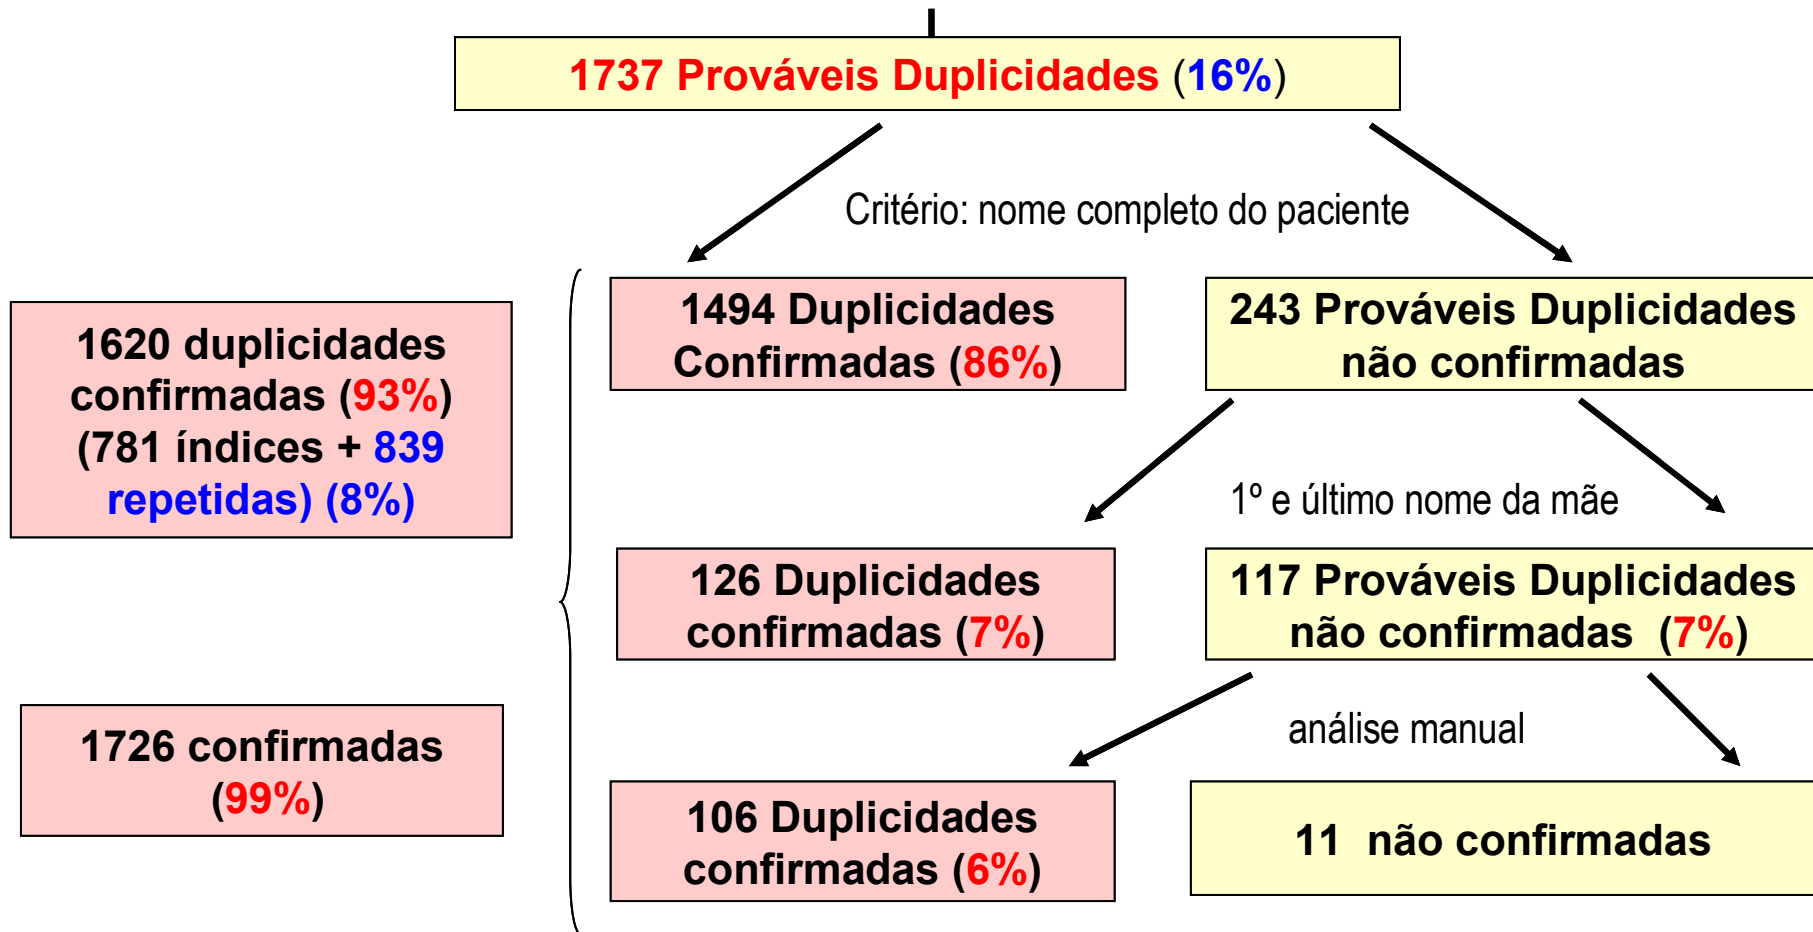 1737 Prováveis Duplicidades (16%)
Critério: nome completo do paciente
1620 duplicidades
confirmadas (93%)
(781 índices + 839
repetidas) (8%)
1494 Duplicidades
Confirmadas (86%)
243 Prováveis Duplicidades
não confirmadas
1º e último nome da mãe
126 Duplicidades
confirmadas (7%)
117 Prováveis Duplicidades
não confirmadas (7%)
análise manual
1726 confirmadas
(99%)
106 Duplicidades
confirmadas (6%)
11 não confirmadas